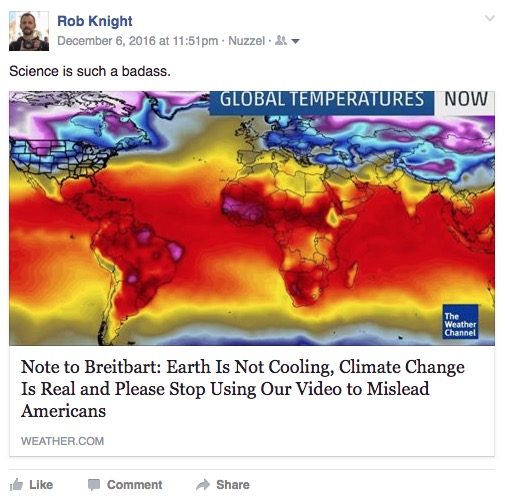 Rob Knight
December 6, 2016 at 11:51pm · Nuzzel ·
Science is such a badass.
GLOBAL TEMPERATURES NOW
The
Weather
Channel
Note to Breitbart: Earth Is Not Cooling, Climate Change
Is Real and Please Stop Using Our Video to Mislead
Americans
WEATHER.COM
Like Comment Share